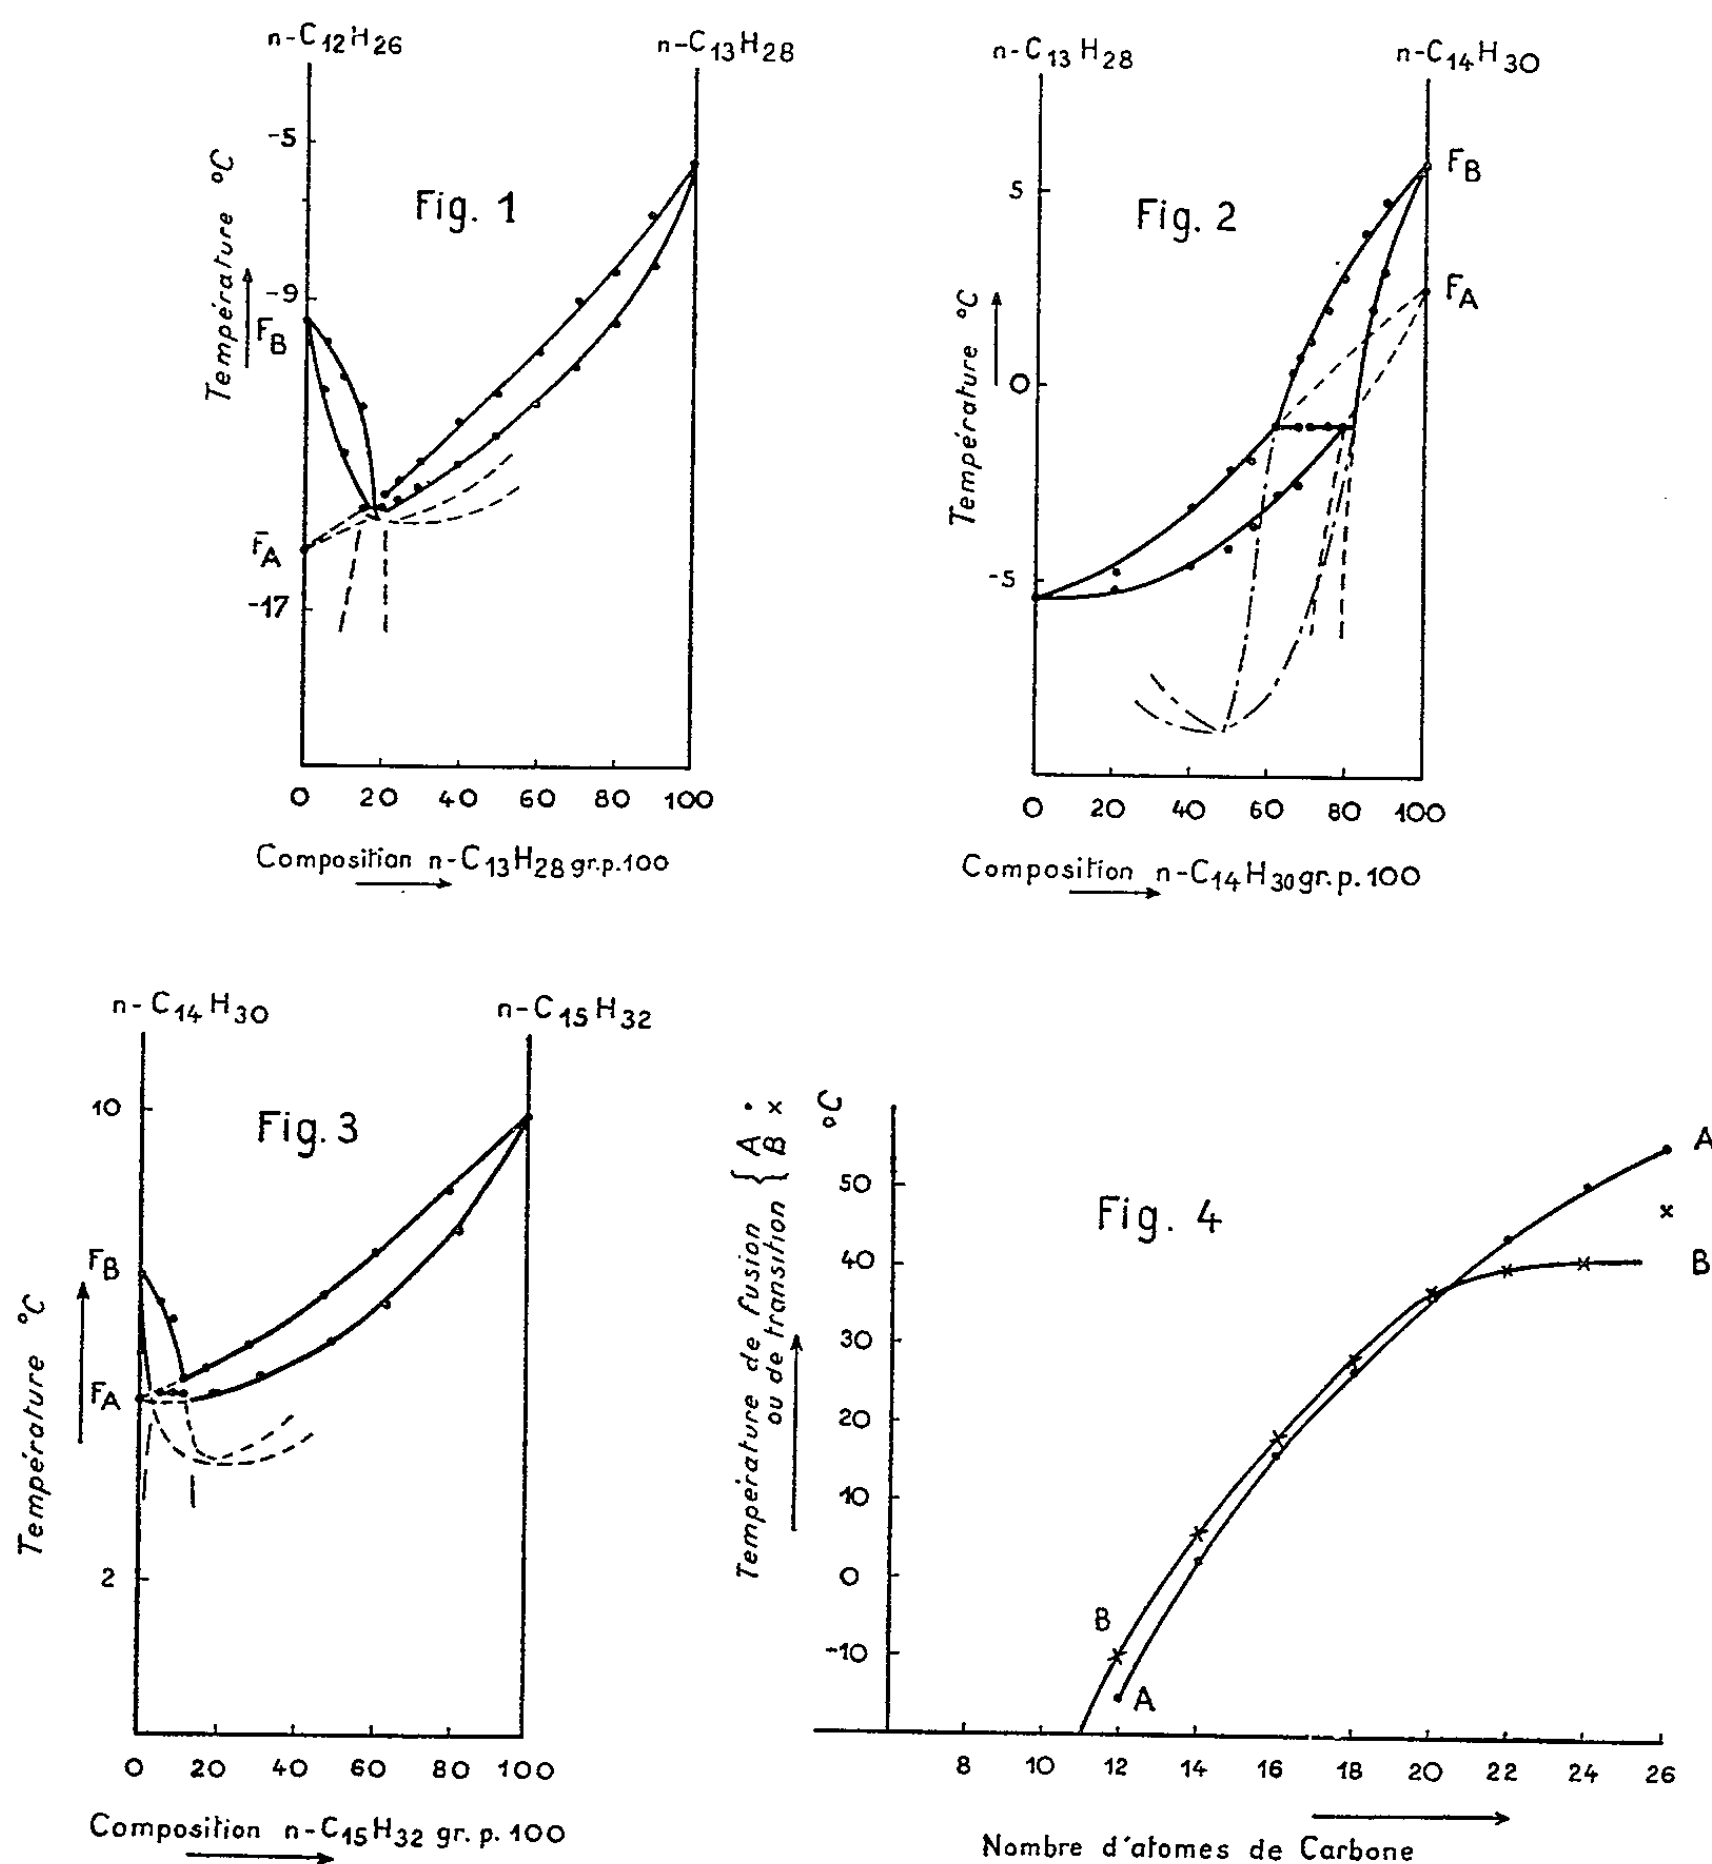 n-C12H26 n-C13H28
Température °C
-5
-9
FB
FA
-17
Fig. 1
0 20 40 60 80 100
Composition n-C13H28 gr.p.100
n-C13H28 n-C14H30
Température °C
5
0
-5
Fig. 2
FB
FA
0 20 40 60 80 100
Composition n-C14H30 gr.p.100
n-C14H30 n-C15H32
Température °C
10
FB
FA
2
Fig.3
0 20 40 60 80 100
Composition n-C15H32 gr.p.100
Température de fusion { A •
ou de transition { B x
°C
50
40
30
20
10
0
-10
Fig. 4
A
x
B
B
A
8 10 12 14 16 18 20 22 24 26
Nombre d'atomes de Carbone